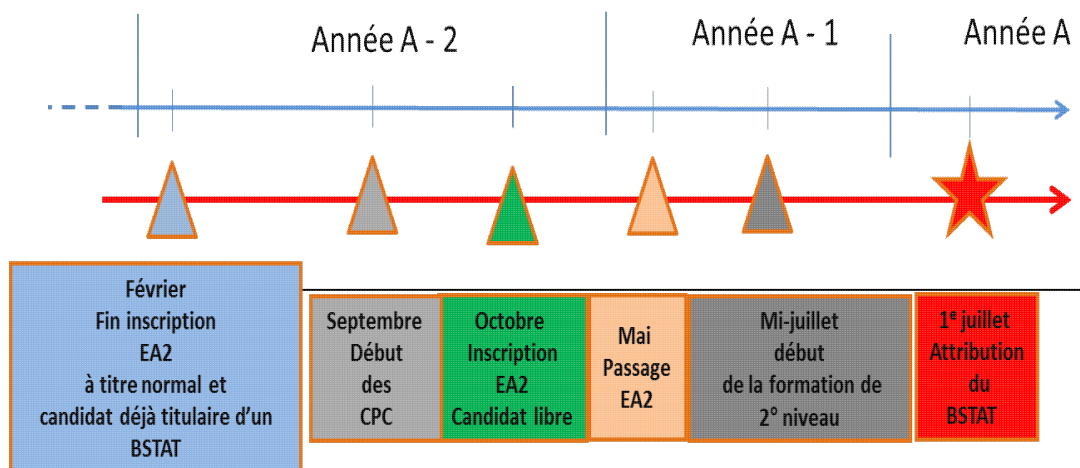 Année A - 2
Année A - 1
Année A
Février
Fin inscription
EA2
à titre normal et
candidat déjà titulaire d'un
BSTAT
Septembre
Début
des
CPC
Octobre
Inscription
EA2
Candidat libre
Mai
Passage
EA2
Mi-juillet
début
de la formation de
2° niveau
1e juillet
Attribution
du
BSTAT